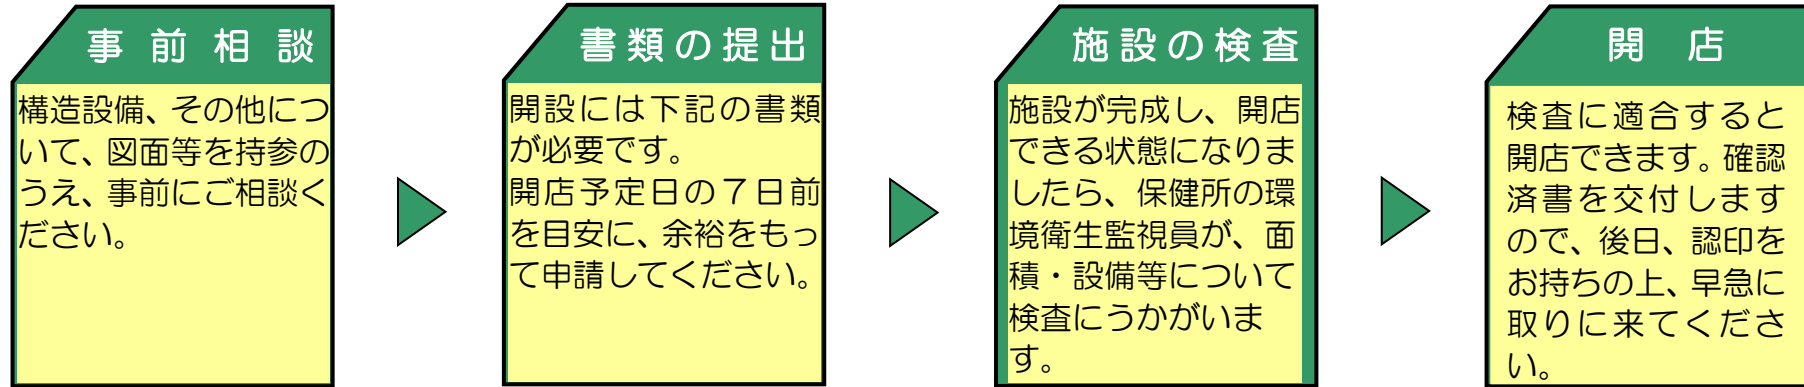 事前相談
構造設備、その他につ
いて、図面等を持参の
うえ、事前にご相談く
ださい。
書類の提出
開設には下記の書類
が必要です。
開店予定日の７日前
を目安に、余裕をもっ
て申請してください。
施設の検査
施設が完成し、開店
できる状態になりま
したら、保健所の環
境衛生監視員が、面
積・設備等について
検査にうかがいま
す。
開店
検査に適合すると
開店できます。確認
済書を交付します
ので、後日、認印を
お持ちの上、早急に
取りに来てくださ
い。